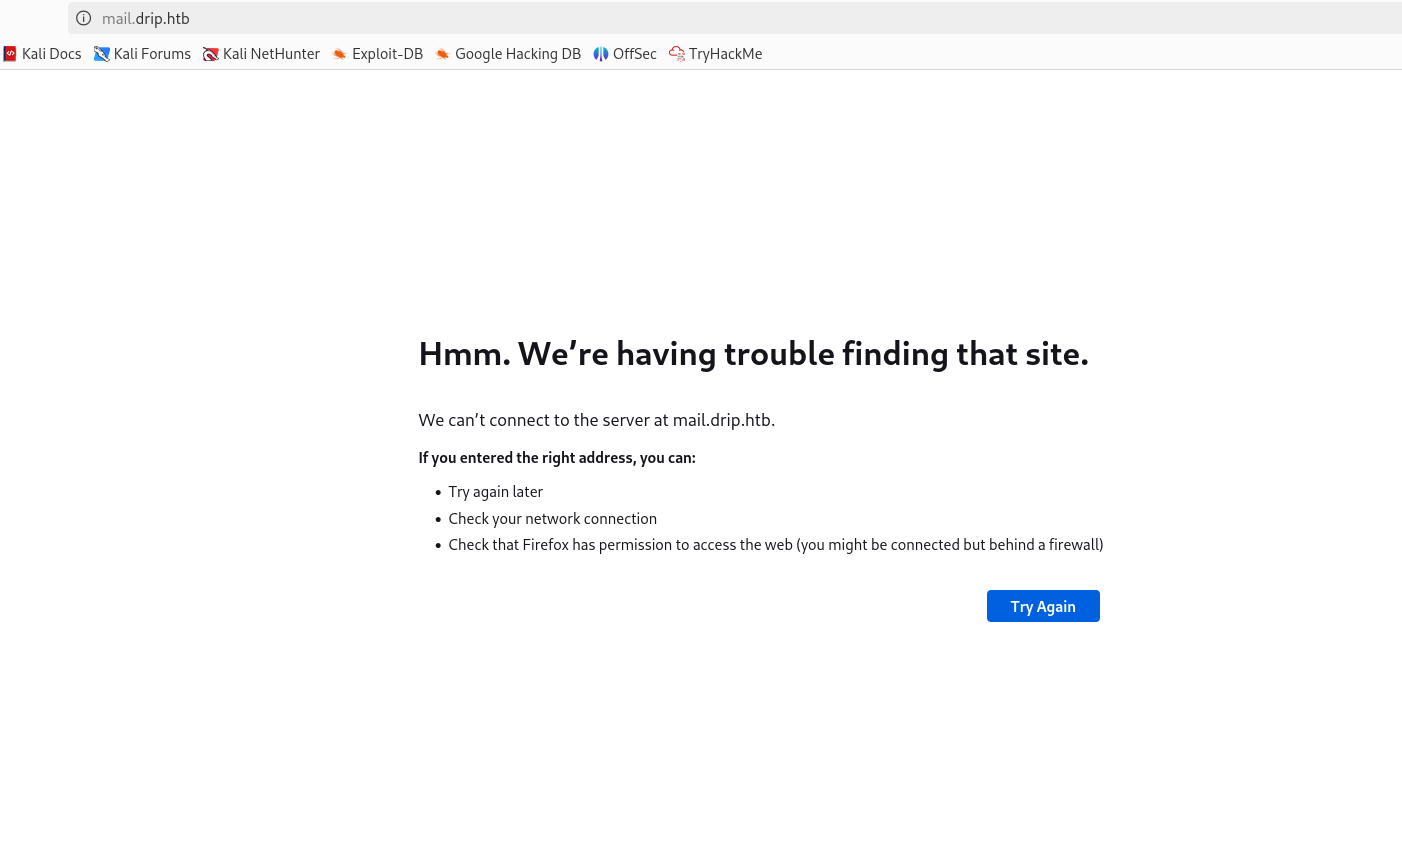 mail.drip.htb
Kali Docs Kali Forums Kali NetHunter Exploit-DB Google Hacking DB OffSec TryHackMe
Hmm. We’re having trouble finding that site.
We can’t connect to the server at mail.drip.htb.
If you entered the right address, you can:
• Try again later
• Check your network connection
• Check that Firefox has permission to access the web (you might be connected but behind a firewall)
Try Again